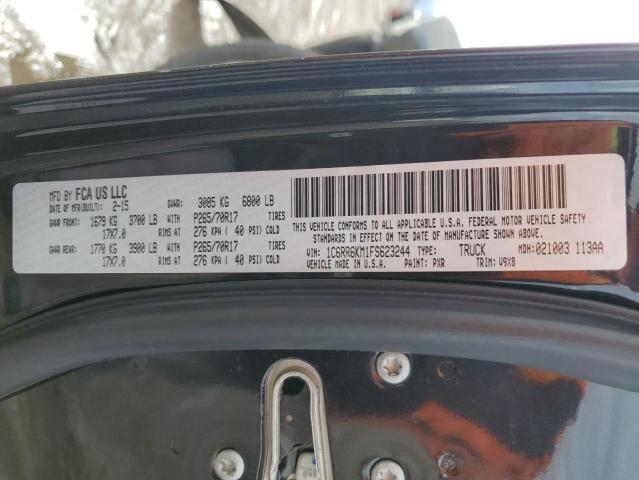 MFD BY FCA US LLC
DATE OF MFR(BUILT): 2-15 GVWR: 3085 KG 6800 LB
GAWR FRONT: 1679 KG 3700 LB WITH P265/70R17 TIRES
17X7.0 RIMS AT 276 KPA ( 40 PSI) COLD
GAWR REAR: 1770 KG 3900 LB WITH P265/70R17 TIRES
17X7.0 RIMS AT 276 KPA ( 40 PSI) COLD
THIS VEHICLE CONFORMS TO ALL APPLICABLE U.S.A. FEDERAL MOTOR VEHICLE SAFETY
STANDARDS IN EFFECT ON THE DATE OF MANUFACTURE SHOWN ABOVE.
VIN: 1C6RR6KM1FS623244 TYPE: TRUCK MDH: 021003 113AA
VEHICLE MADE IN U.S.A. PAINT: PXR TRIM: V9X8